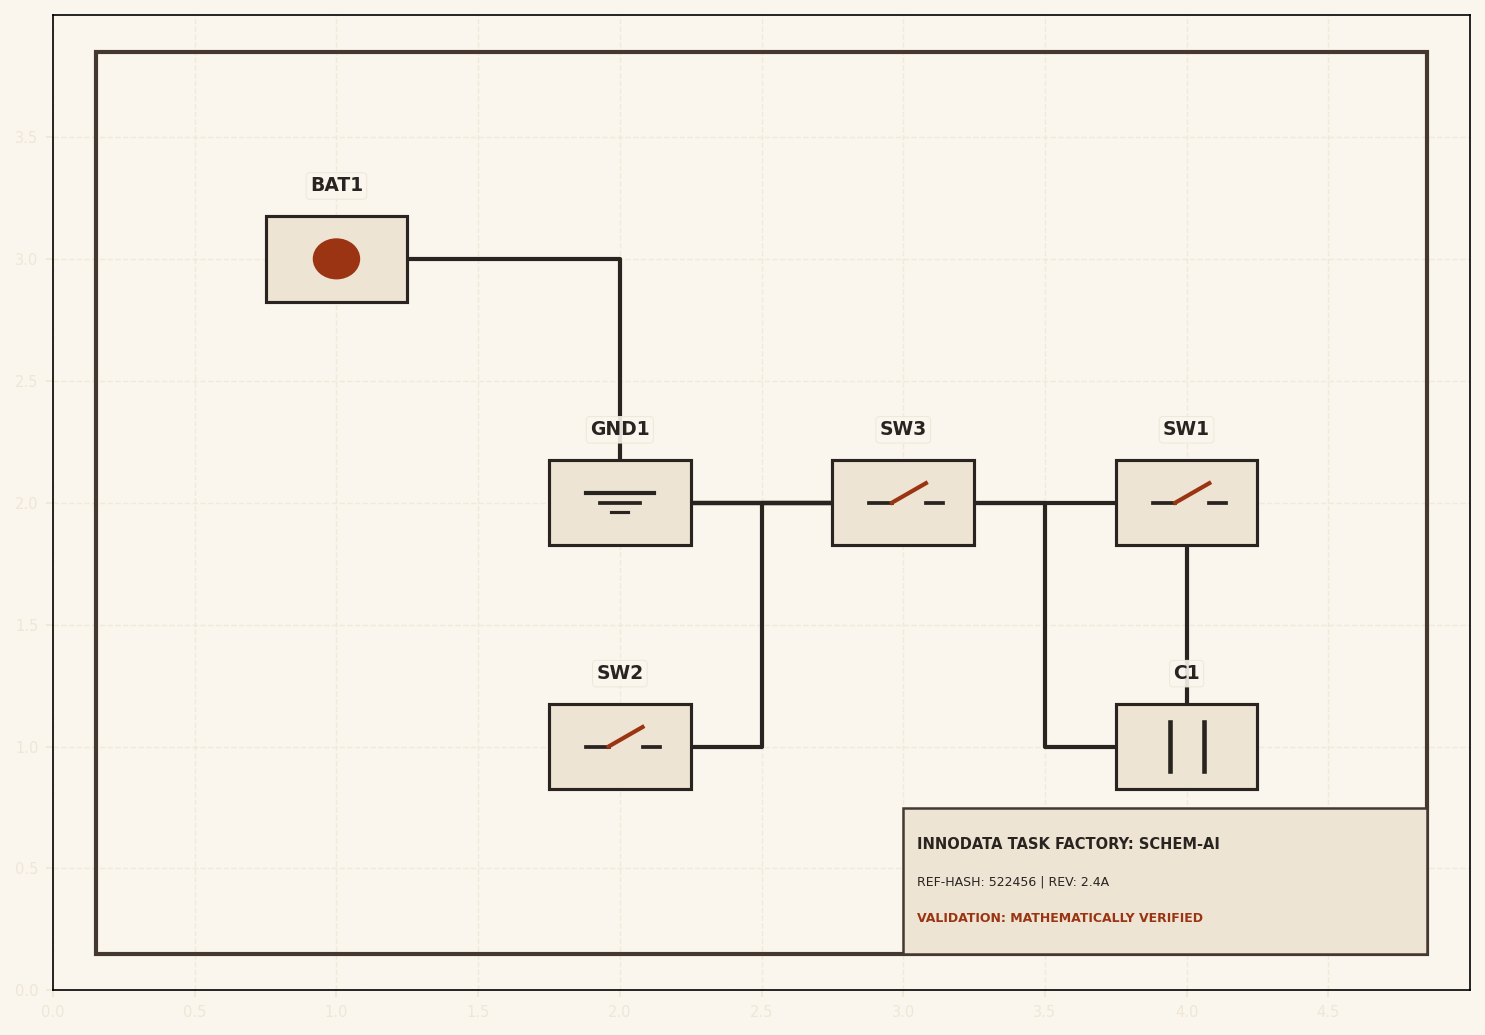 3.5
BAT1
3.0
2.5
GND1 SW3 SW1
2.0
1.5
SW2 C1
1.0
INNODATA TASK FACTORY: SCHEM-AI
0.5
REF-HASH: 522456 | REV: 2.4A
VALIDATION: MATHEMATICALLY VERIFIED
0.0
0.0 0.5 1.0 1.5 2.0 2.5 3.0 3.5 4.0 4.5